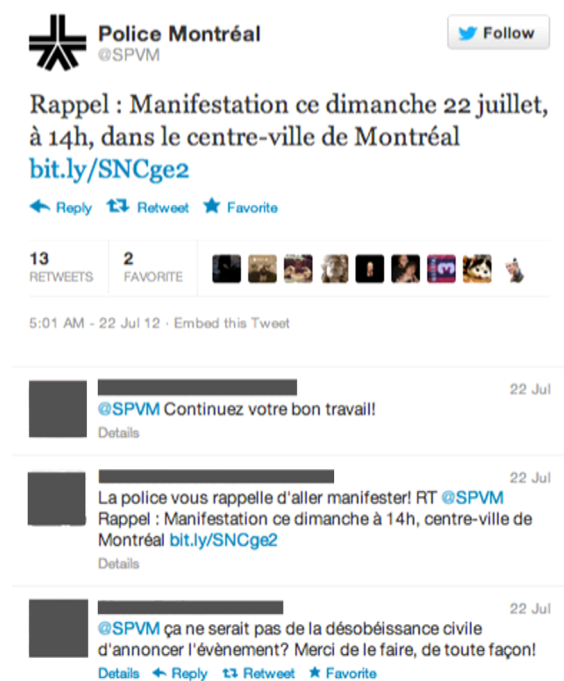 Police Montréal
@SPVM
Follow
Rappel : Manifestation ce dimanche 22 juillet,
à 14h, dans le centre-ville de Montréal
bit.ly/SNCge2
Reply Retweet Favorite
13 RETWEETS
2 FAVORITE
5:01 AM - 22 Jul 12 · Embed this Tweet
22 Jul
@SPVM Continuez votre bon travail!
Details
22 Jul
La police vous rappelle d'aller manifester! RT @SPVM
Rappel : Manifestation ce dimanche à 14h, centre-ville de
Montréal bit.ly/SNCge2
Details
22 Jul
@SPVM ça ne serait pas de la désobéissance civile
d'annoncer l'évènement? Merci de le faire, de toute façon!
Details Reply Retweet Favorite